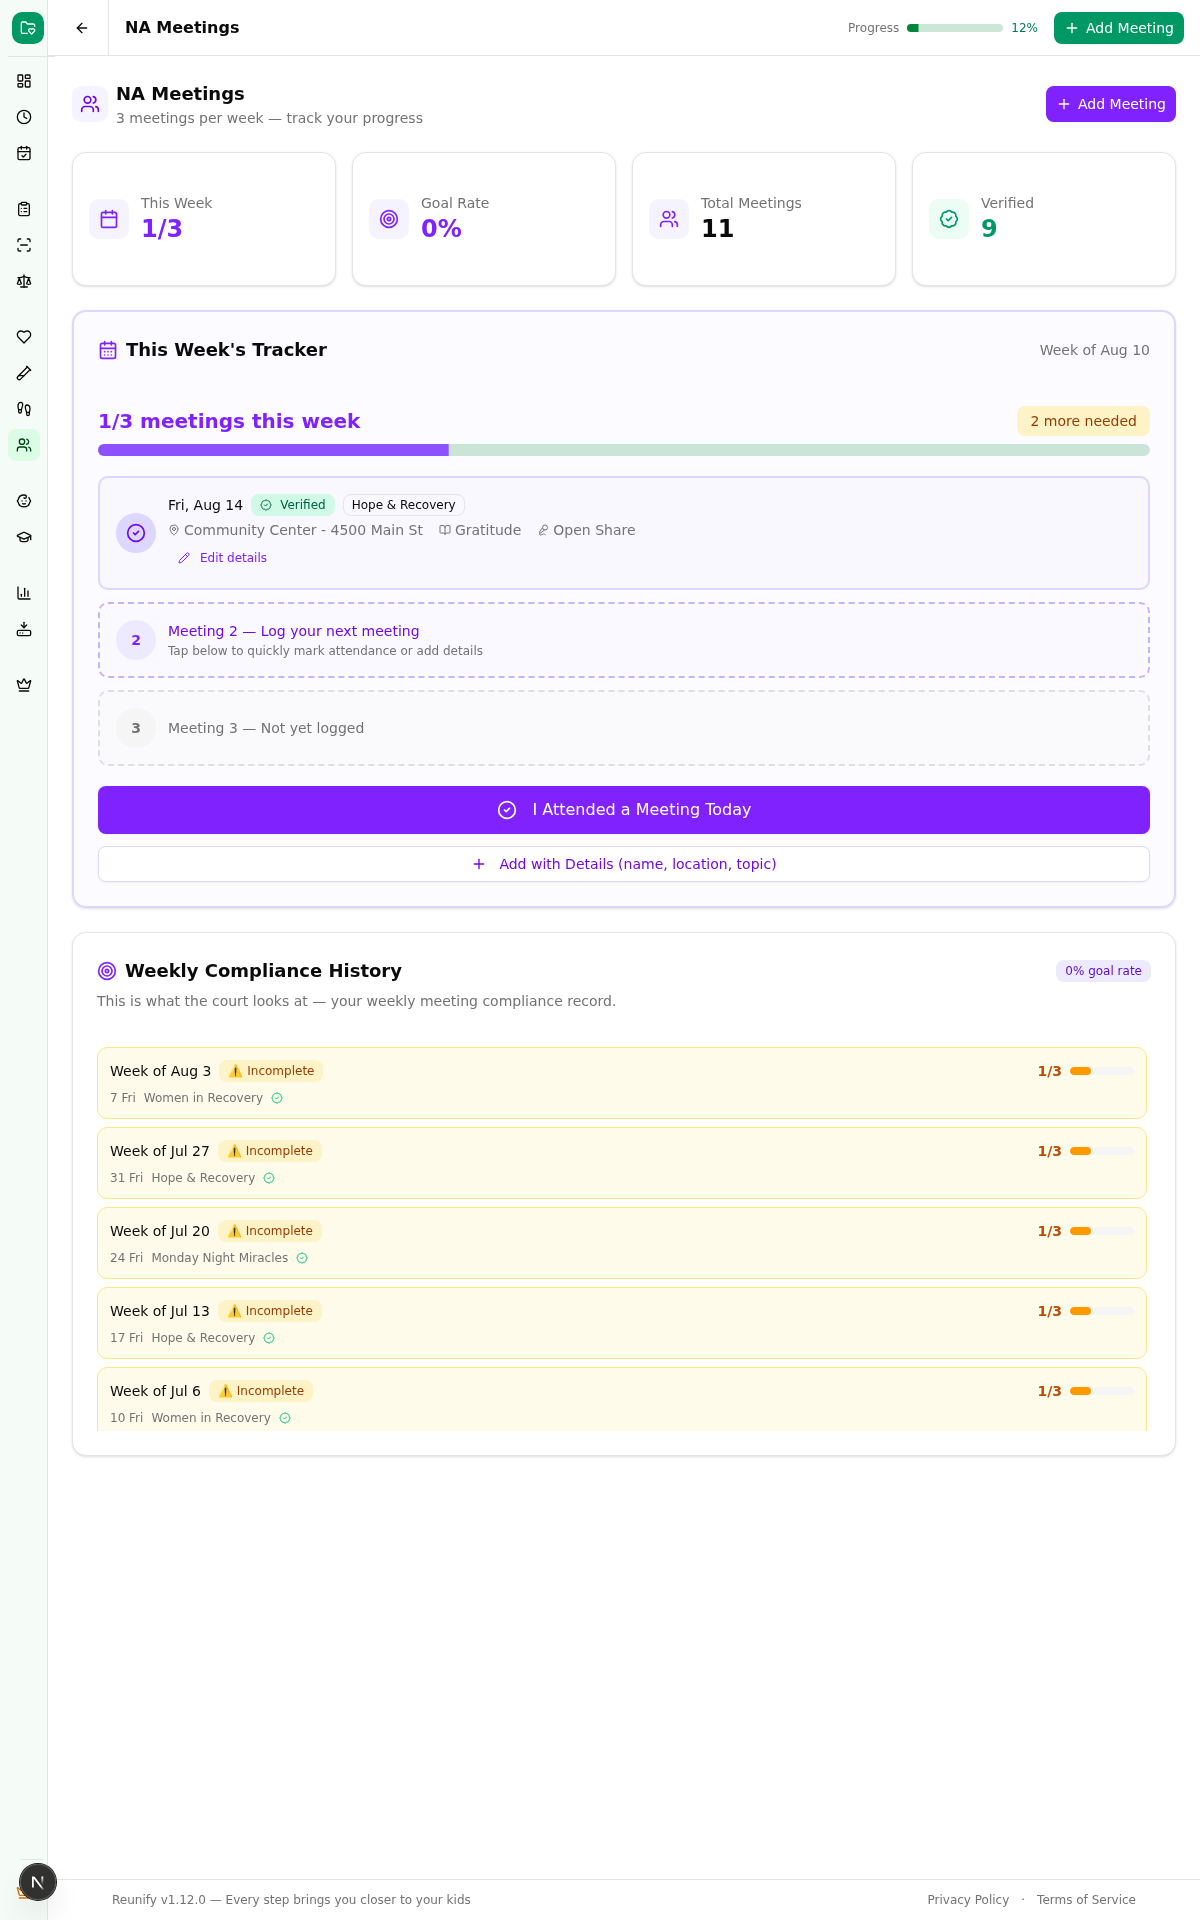 NA Meetings
Progress 12%
Add Meeting
NA Meetings
3 meetings per week — track your progress
Add Meeting
This Week
1/3
Goal Rate
0%
Total Meetings
11
Verified
9
This Week's Tracker
Week of Aug 10
1/3 meetings this week
2 more needed
Fri, Aug 14 Verified Hope & Recovery
Community Center - 4500 Main St Gratitude Open Share
Edit details
2
Meeting 2 — Log your next meeting
Tap below to quickly mark attendance or add details
3
Meeting 3 — Not yet logged
I Attended a Meeting Today
Add with Details (name, location, topic)
Weekly Compliance History
0% goal rate
This is what the court looks at — your weekly meeting compliance record.
Week of Aug 3 Incomplete 1/3
7 Fri Women in Recovery
Week of Jul 27 Incomplete 1/3
31 Fri Hope & Recovery
Week of Jul 20 Incomplete 1/3
24 Fri Monday Night Miracles
Week of Jul 13 Incomplete 1/3
17 Fri Hope & Recovery
Week of Jul 6 Incomplete 1/3
10 Fri Women in Recovery
N
Reunify v1.12.0 — Every step brings you closer to your kids
Privacy Policy · Terms of Service